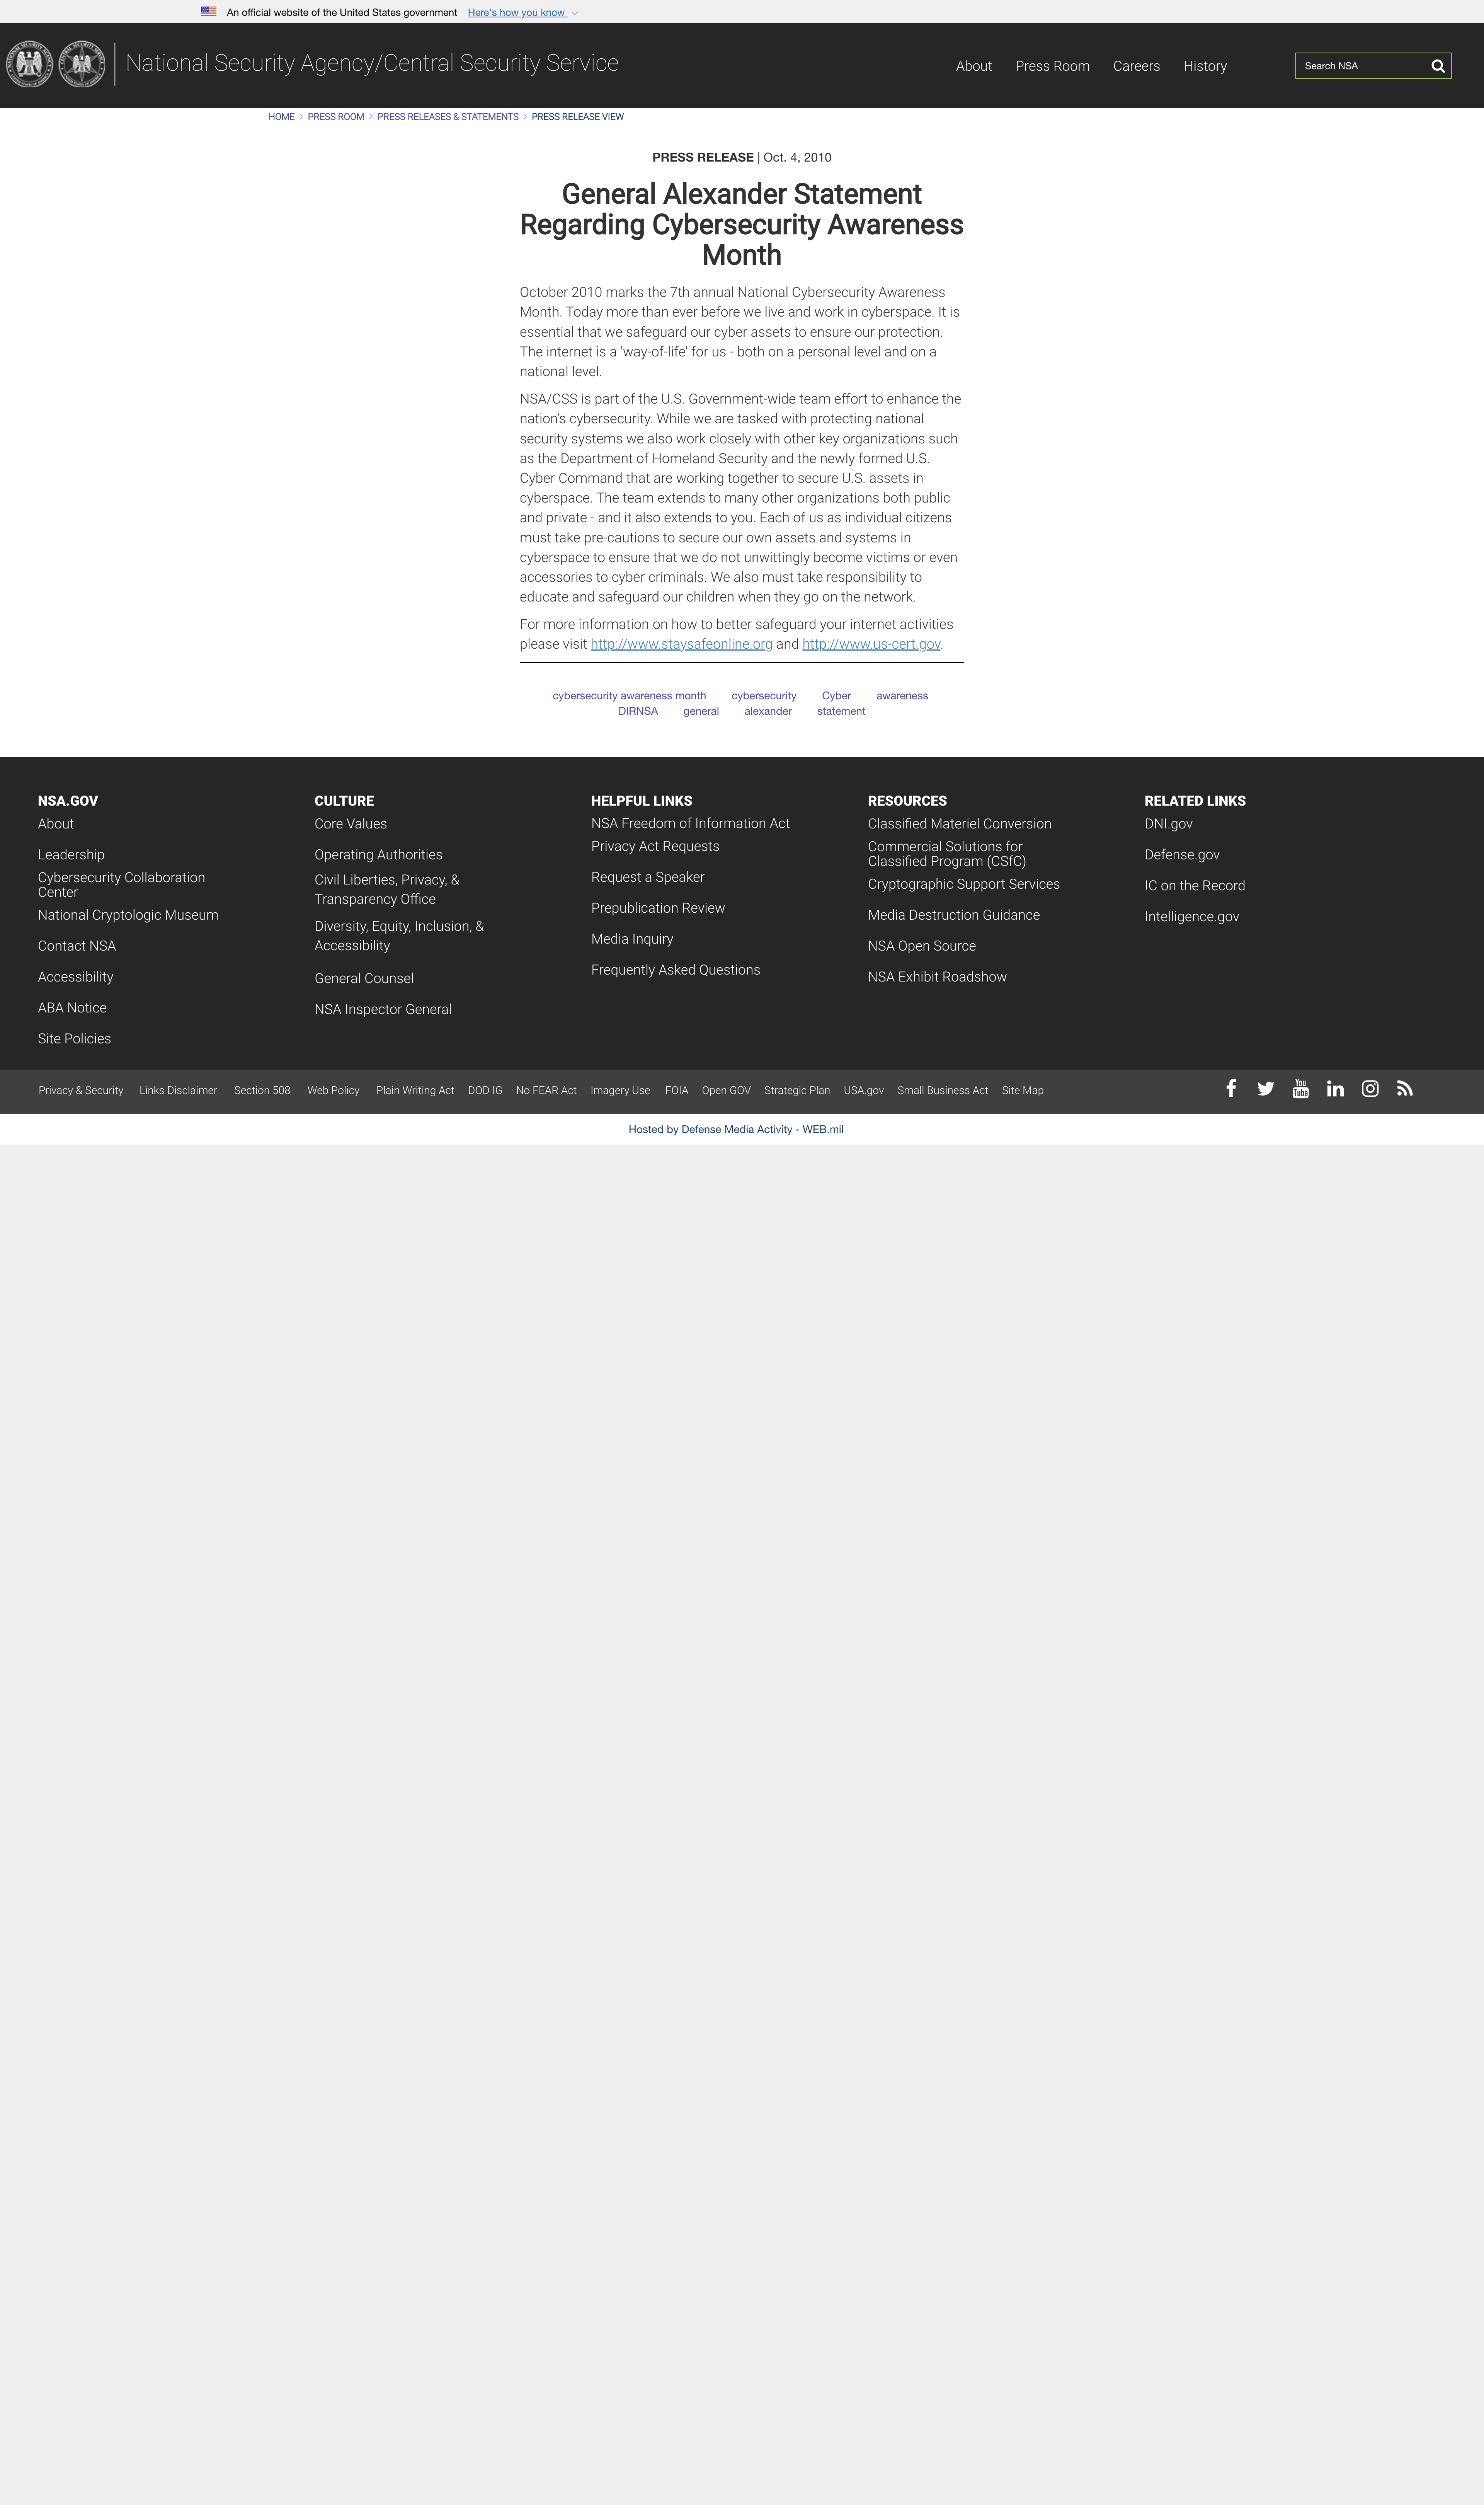 An official website of the United States government Here's how you know
National Security Agency/Central Security Service
About Press Room Careers History
Search NSA
HOME > PRESS ROOM > PRESS RELEASES & STATEMENTS > PRESS RELEASE VIEW
PRESS RELEASE | Oct. 4, 2010
General Alexander Statement
Regarding Cybersecurity Awareness
Month
October 2010 marks the 7th annual National Cybersecurity Awareness
Month. Today more than ever before we live and work in cyberspace. It is
essential that we safeguard our cyber assets to ensure our protection.
The internet is a 'way-of-life' for us - both on a personal level and on a
national level.
NSA/CSS is part of the U.S. Government-wide team effort to enhance the
nation's cybersecurity. While we are tasked with protecting national
security systems we also work closely with other key organizations such
as the Department of Homeland Security and the newly formed U.S.
Cyber Command that are working together to secure U.S. assets in
cyberspace. The team extends to many other organizations both public
and private - and it also extends to you. Each of us as individual citizens
must take pre-cautions to secure our own assets and systems in
cyberspace to ensure that we do not unwittingly become victims or even
accessories to cyber criminals. We also must take responsibility to
educate and safeguard our children when they go on the network.
For more information on how to better safeguard your internet activities
please visit http://www.staysafeonline.org and http://www.us-cert.gov.
cybersecurity awareness month cybersecurity Cyber awareness
DIRNSA general alexander statement
NSA.GOV
About
Leadership
Cybersecurity Collaboration
Center
National Cryptologic Museum
Contact NSA
Accessibility
ABA Notice
Site Policies
CULTURE
Core Values
Operating Authorities
Civil Liberties, Privacy, &
Transparency Office
Diversity, Equity, Inclusion, &
Accessibility
General Counsel
NSA Inspector General
HELPFUL LINKS
NSA Freedom of Information Act
Privacy Act Requests
Request a Speaker
Prepublication Review
Media Inquiry
Frequently Asked Questions
RESOURCES
Classified Materiel Conversion
Commercial Solutions for
Classified Program (CSfC)
Cryptographic Support Services
Media Destruction Guidance
NSA Open Source
NSA Exhibit Roadshow
RELATED LINKS
DNI.gov
Defense.gov
IC on the Record
Intelligence.gov
Privacy & Security Links Disclaimer Section 508 Web Policy Plain Writing Act DOD IG No FEAR Act Imagery Use FOIA Open GOV Strategic Plan USA.gov Small Business Act Site Map
You
Tube
Hosted by Defense Media Activity - WEB.mil